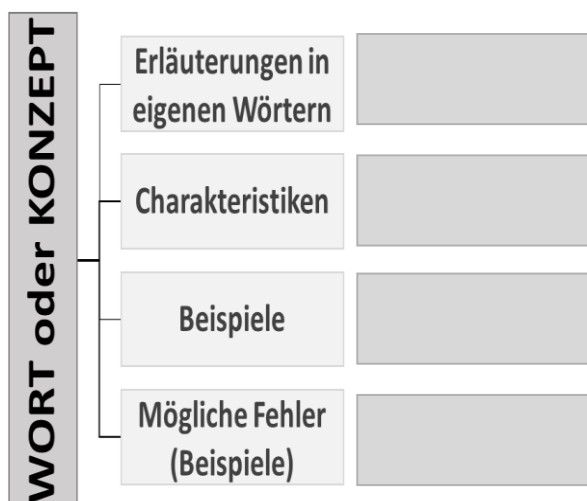 WORT oder KONZEPT
Erläuterungen in
eigenen Wörtern
Charakteristiken
Beispiele
Mögliche Fehler
(Beispiele)